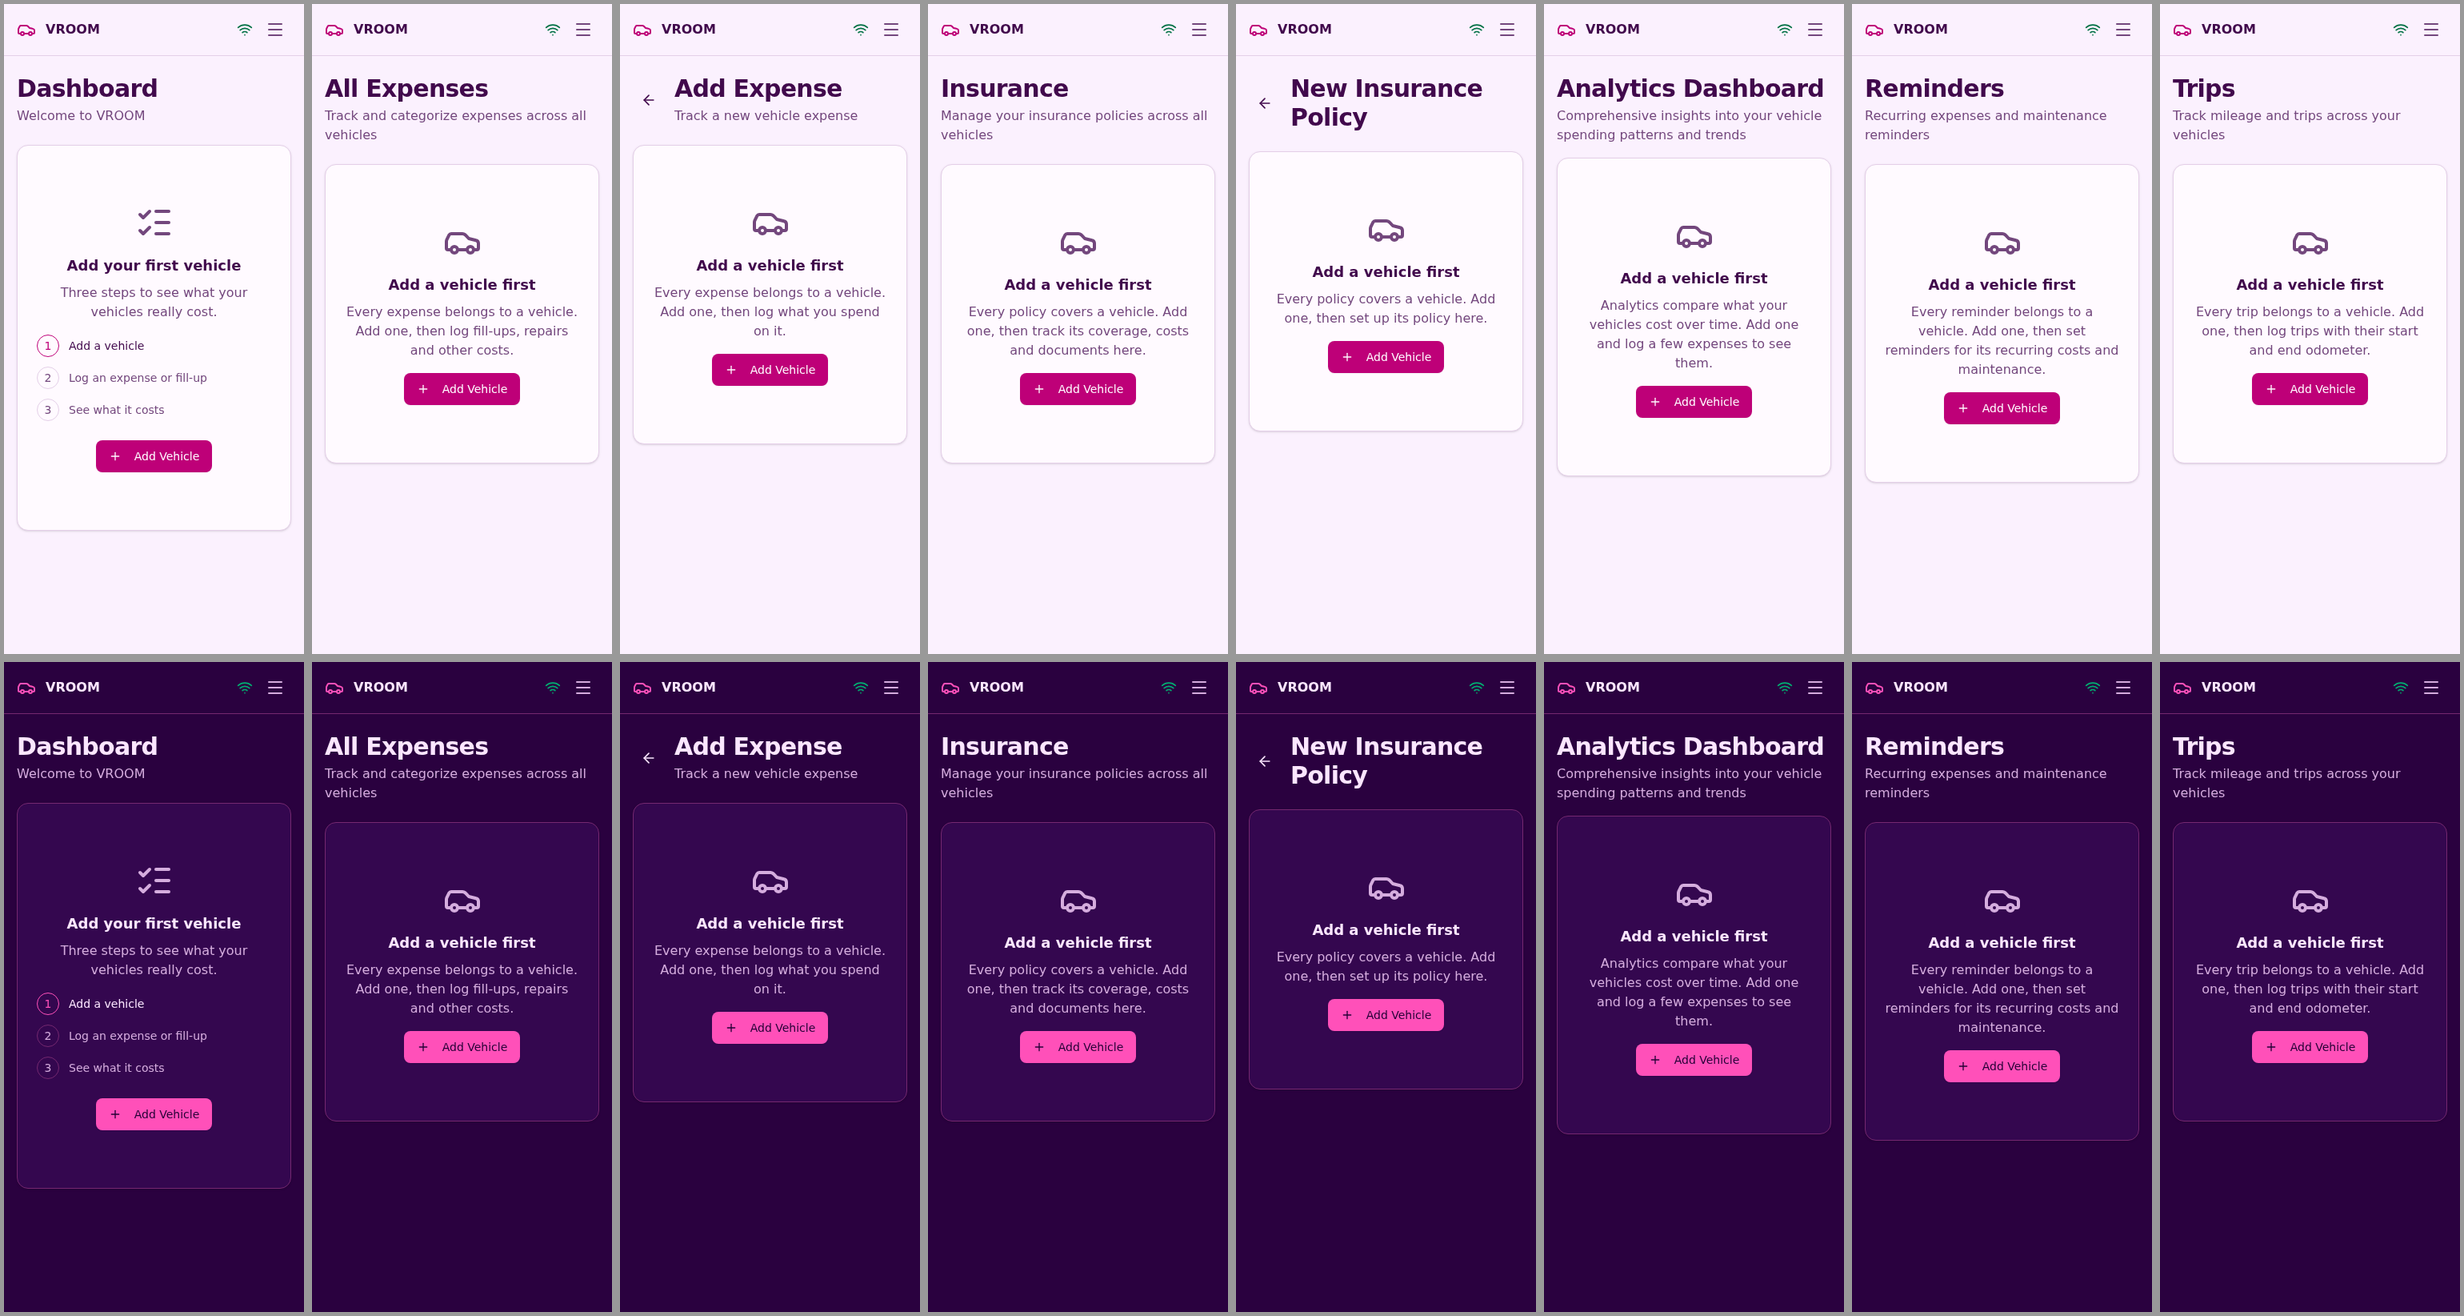 VROOM
Dashboard
Welcome to VROOM
Add your first vehicle
Three steps to see what your
vehicles really cost.
1 Add a vehicle
2 Log an expense or fill-up
3 See what it costs
+ Add Vehicle
VROOM
All Expenses
Track and categorize expenses across all
vehicles
Add a vehicle first
Every expense belongs to a vehicle.
Add one, then log fill-ups, repairs
and other costs.
+ Add Vehicle
VROOM
Add Expense
Track a new vehicle expense
Add a vehicle first
Every expense belongs to a vehicle.
Add one, then log what you spend
on it.
+ Add Vehicle
VROOM
Insurance
Manage your insurance policies across all
vehicles
Add a vehicle first
Every policy covers a vehicle. Add
one, then track its coverage, costs
and documents here.
+ Add Vehicle
VROOM
New Insurance
Policy
Add a vehicle first
Every policy covers a vehicle. Add
one, then set up its policy here.
+ Add Vehicle
VROOM
Analytics Dashboard
Comprehensive insights into your vehicle
spending patterns and trends
Add a vehicle first
Analytics compare what your
vehicles cost over time. Add one
and log a few expenses to see
them.
+ Add Vehicle
VROOM
Reminders
Recurring expenses and maintenance
reminders
Add a vehicle first
Every reminder belongs to a
vehicle. Add one, then set
reminders for its recurring costs and
maintenance.
+ Add Vehicle
VROOM
Trips
Track mileage and trips across your
vehicles
Add a vehicle first
Every trip belongs to a vehicle. Add
one, then log trips with their start
and end odometer.
+ Add Vehicle
VROOM
Dashboard
Welcome to VROOM
Add your first vehicle
Three steps to see what your
vehicles really cost.
1 Add a vehicle
2 Log an expense or fill-up
3 See what it costs
+ Add Vehicle
VROOM
All Expenses
Track and categorize expenses across all
vehicles
Add a vehicle first
Every expense belongs to a vehicle.
Add one, then log fill-ups, repairs
and other costs.
+ Add Vehicle
VROOM
Add Expense
Track a new vehicle expense
Add a vehicle first
Every expense belongs to a vehicle.
Add one, then log what you spend
on it.
+ Add Vehicle
VROOM
Insurance
Manage your insurance policies across all
vehicles
Add a vehicle first
Every policy covers a vehicle. Add
one, then track its coverage, costs
and documents here.
+ Add Vehicle
VROOM
New Insurance
Policy
Add a vehicle first
Every policy covers a vehicle. Add
one, then set up its policy here.
+ Add Vehicle
VROOM
Analytics Dashboard
Comprehensive insights into your vehicle
spending patterns and trends
Add a vehicle first
Analytics compare what your
vehicles cost over time. Add one
and log a few expenses to see
them.
+ Add Vehicle
VROOM
Reminders
Recurring expenses and maintenance
reminders
Add a vehicle first
Every reminder belongs to a
vehicle. Add one, then set
reminders for its recurring costs and
maintenance.
+ Add Vehicle
VROOM
Trips
Track mileage and trips across your
vehicles
Add a vehicle first
Every trip belongs to a vehicle. Add
one, then log trips with their start
and end odometer.
+ Add Vehicle